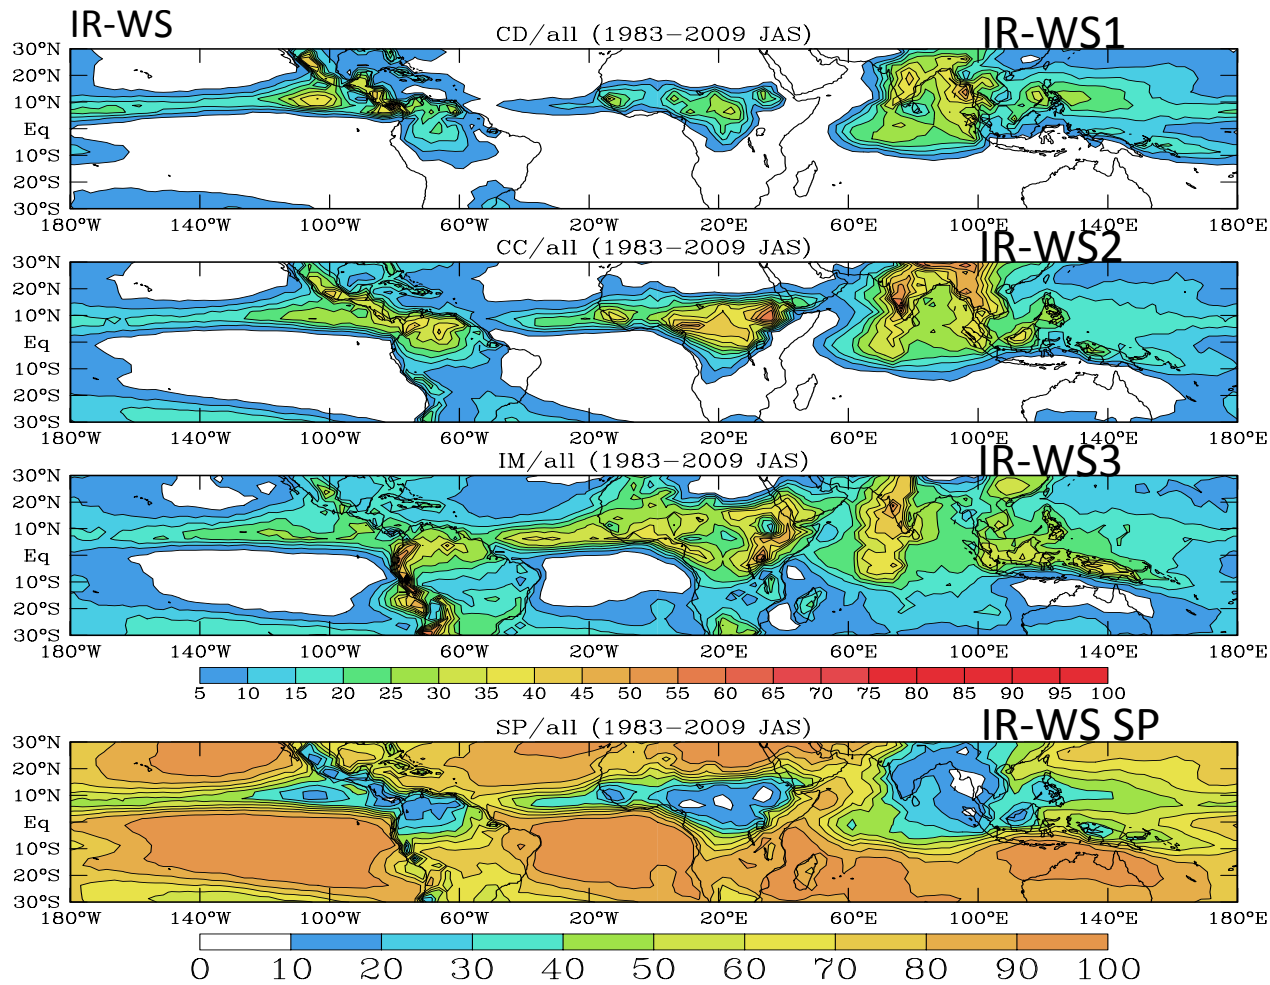 IR-WS
CD/all (1983-2009 JAS)
IR-WS1
30°N
20°N
10°N
Eq
10°S
20°S
30°S
180°W 140°W 100°W 60°W 20°W 20°E 60°E 100°E 140°E 180°E
CC/all (1983-2009 JAS)
IR-WS2
30°N
20°N
10°N
Eq
10°S
20°S
30°S
180°W 140°W 100°W 60°W 20°W 20°E 60°E 100°E 140°E 180°E
IM/all (1983-2009 JAS)
IR-WS3
30°N
20°N
10°N
Eq
10°S
20°S
30°S
180°W 140°W 100°W 60°W 20°W 20°E 60°E 100°E 140°E 180°E
5 10 15 20 25 30 35 40 45 50 55 60 65 70 75 80 85 90 95 100
SP/all (1983-2009 JAS)
IR-WS SP
30°N
20°N
10°N
Eq
10°S
20°S
30°S
180°W 140°W 100°W 60°W 20°W 20°E 60°E 100°E 140°E 180°E
0 10 20 30 40 50 60 70 80 90 100